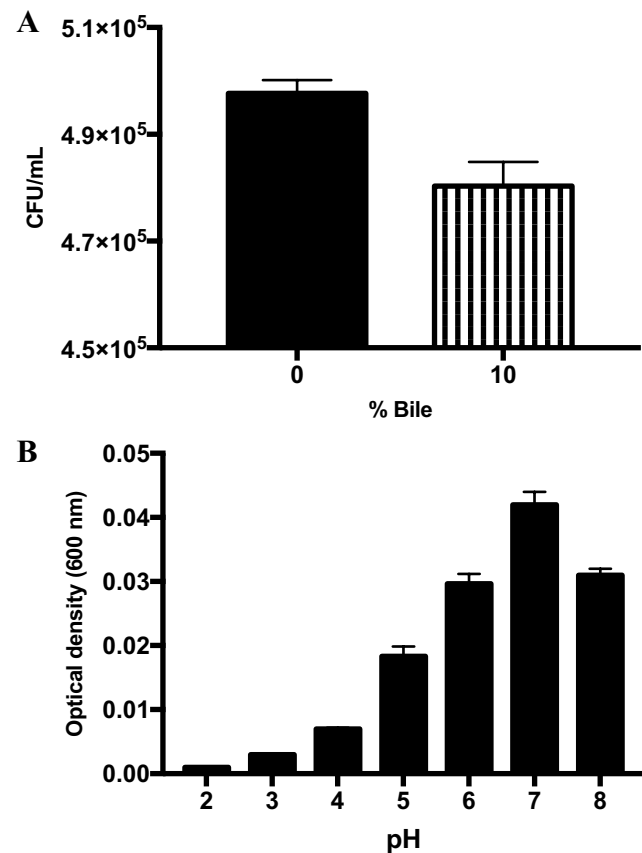 A
5.1×10⁵
4.9×10⁵
4.7×10⁵
4.5×10⁵
CFU/mL
0 10
% Bile
B
0.05
0.04
0.03
0.02
0.01
0.00
Optical density (600 nm)
2 3 4 5 6 7 8
pH